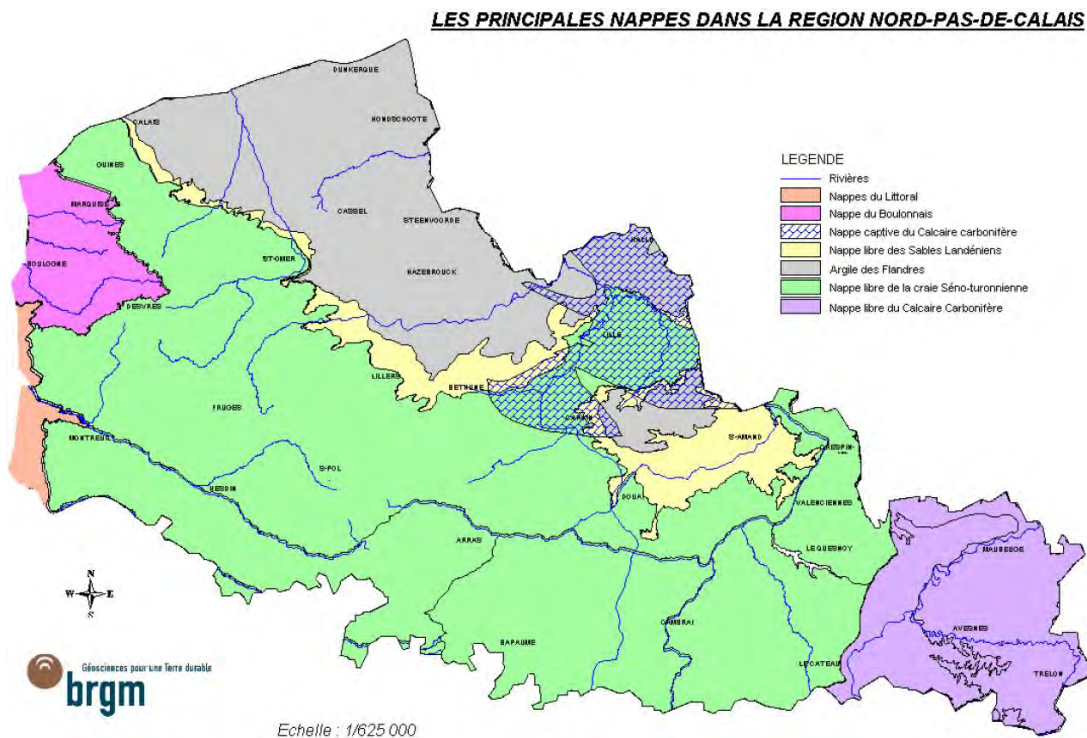 LES PRINCIPALES NAPPES DANS LA REGION NORD-PAS-DE-CALAIS
DUNKERQUE
HONDSCHOOTE
CALAIS
GUINES
LEGENDE
Rivières
Nappes du Littoral
Nappe du Boulonnais
Nappe captive du Calcaire carbonifère
Nappe libre des Sables Landéniens
Argile des Flandres
Nappe libre de la craie Séno-turonnienne
Nappe libre du Calcaire Carbonifère
MARQUISE
CASSEL
STEENVOORDE
BOULOGNE
ST-OMER
HAZEBROUCK
DESVRES
LILLE
LILLERS
BETHUNE
FRUGES
CARVIN
MONTREUIL
S-AMAND
S-POL
HESDIN
DOUAI
VALENCIENNES
ARRAS
LE QUESNOY
MAUBEUGE
N
W
E
S
CAMBRAI
AVESNES
BAPAUME
LE CATEAU
TRELON
Géosciences pour une Terre durable
brgm
Echelle : 1/625 000